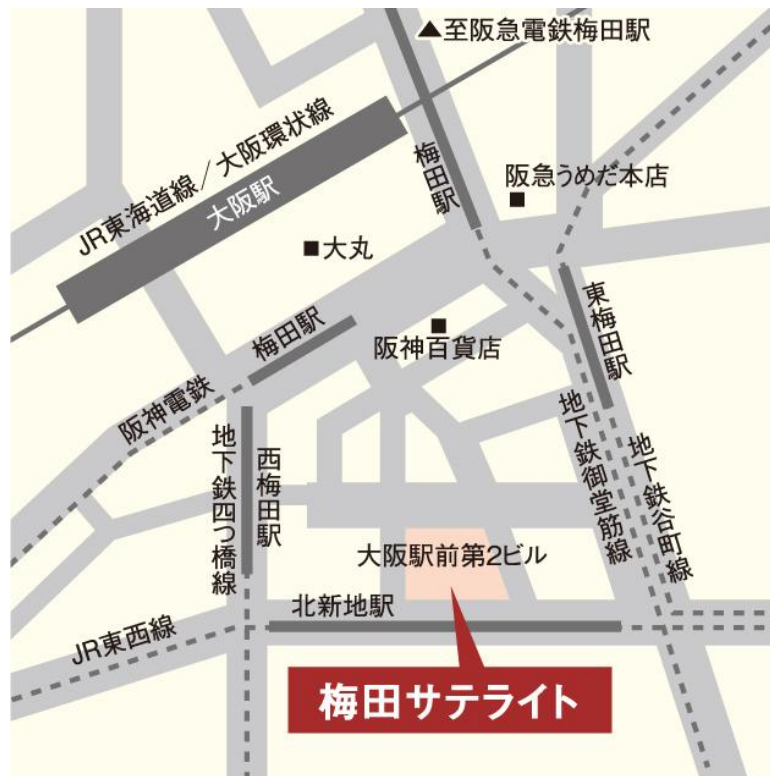 ▲至阪急電鉄梅田駅
JR東海道線/大阪環状線
大阪駅
梅田駅
阪急うめだ本店
■大丸
東梅田駅
梅田駅
阪神百貨店
阪神電鉄
地下鉄四つ橋線
西梅田駅
地下鉄御堂筋線
地下鉄谷町線
大阪駅前第2ビル
北新地駅
JR東西線
梅田サテライト